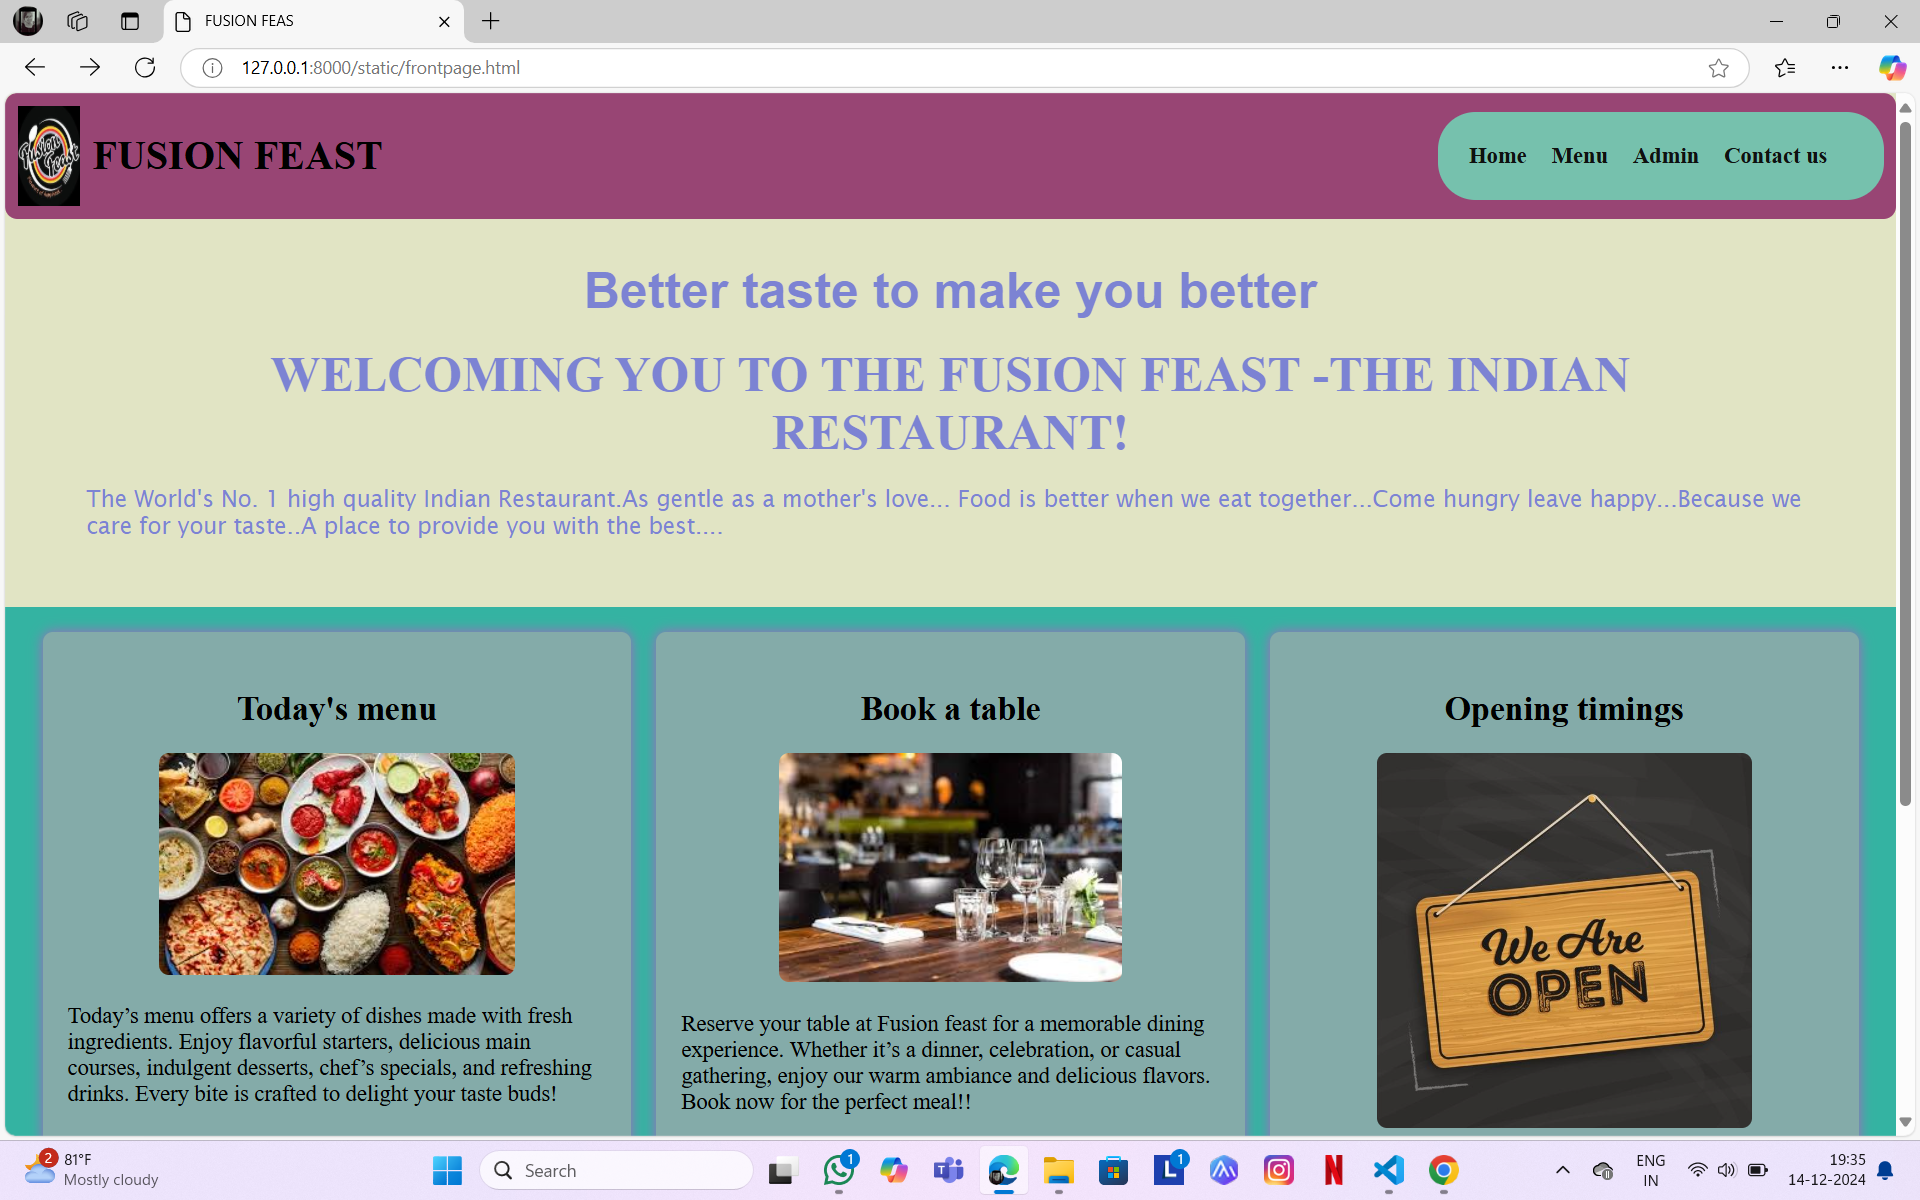 FUSION FEAS
127.0.0.1:8000/static/frontpage.html
Fusion
Feast
FUSION FEAST
Home Menu Admin Contact us
Better taste to make you better
WELCOMING YOU TO THE FUSION FEAST -THE INDIAN
RESTAURANT!
The World's No. 1 high quality Indian Restaurant.As gentle as a mother's love... Food is better when we eat together...Come hungry leave happy...Because we
care for your taste..A place to provide you with the best....
Today's menu
Today’s menu offers a variety of dishes made with fresh
ingredients. Enjoy flavorful starters, delicious main
courses, indulgent desserts, chef’s specials, and refreshing
drinks. Every bite is crafted to delight your taste buds!
Book a table
Reserve your table at Fusion feast for a memorable dining
experience. Whether it’s a dinner, celebration, or casual
gathering, enjoy our warm ambiance and delicious flavors.
Book now for the perfect meal!!
Opening timings
We Are
OPEN
2
81°F
Mostly cloudy
Search
1
L
1
N
ENG
IN
19:35
14-12-2024